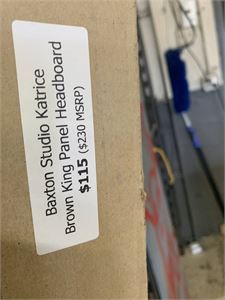 Baxton Studio Katrice
Brown King Panel Headboard
$115 ($230 MSRP)